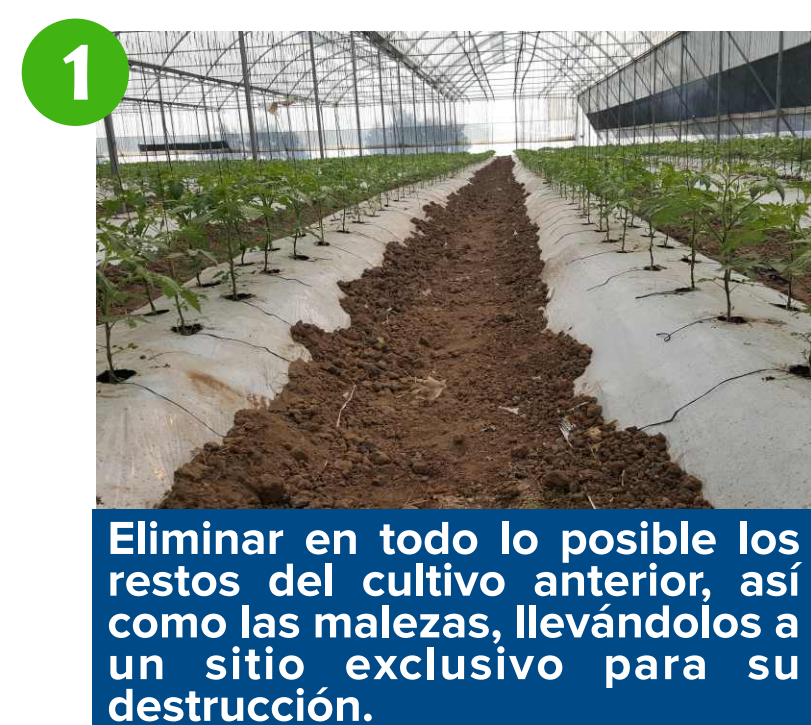 1
Eliminar en todo lo posible los
restos del cultivo anterior, así
como las malezas, llevándolos a
un sitio exclusivo para su
destrucción.